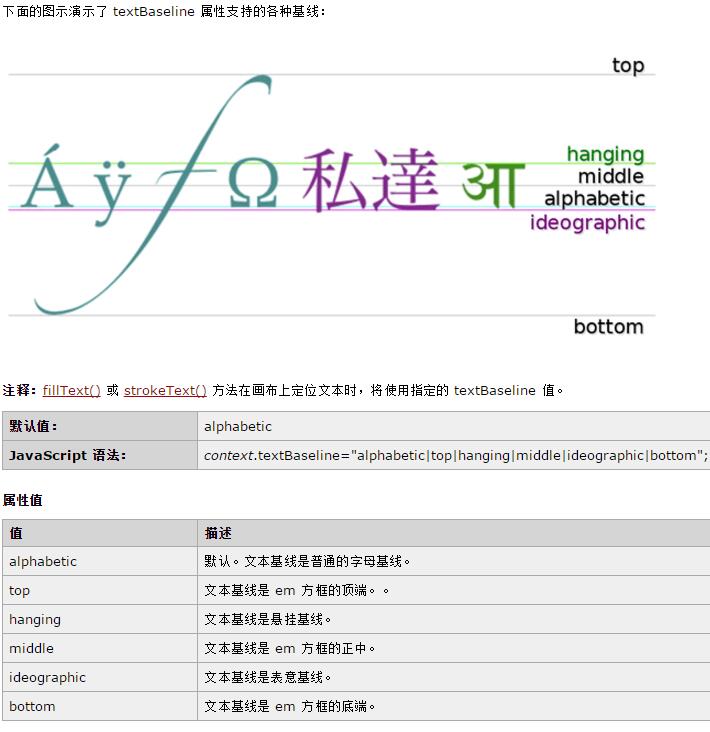 下面的图示演示了 textBaseline 属性支持的各种基线：
top
Á ÿ f Ω 私達 आ
hanging
middle
alphabetic
ideographic
bottom
注释：fillText() 或 strokeText() 方法在画布上定位文本时，将使用指定的 textBaseline 值。
默认值： alphabetic
JavaScript 语法： context.textBaseline="alphabetic|top|hanging|middle|ideographic|bottom";
属性值
值 描述
alphabetic 默认。文本基线是普通的字母基线。
top 文本基线是 em 方框的顶端。。
hanging 文本基线是悬挂基线。
middle 文本基线是 em 方框的正中。
ideographic 文本基线是表意基线。
bottom 文本基线是 em 方框的底端。